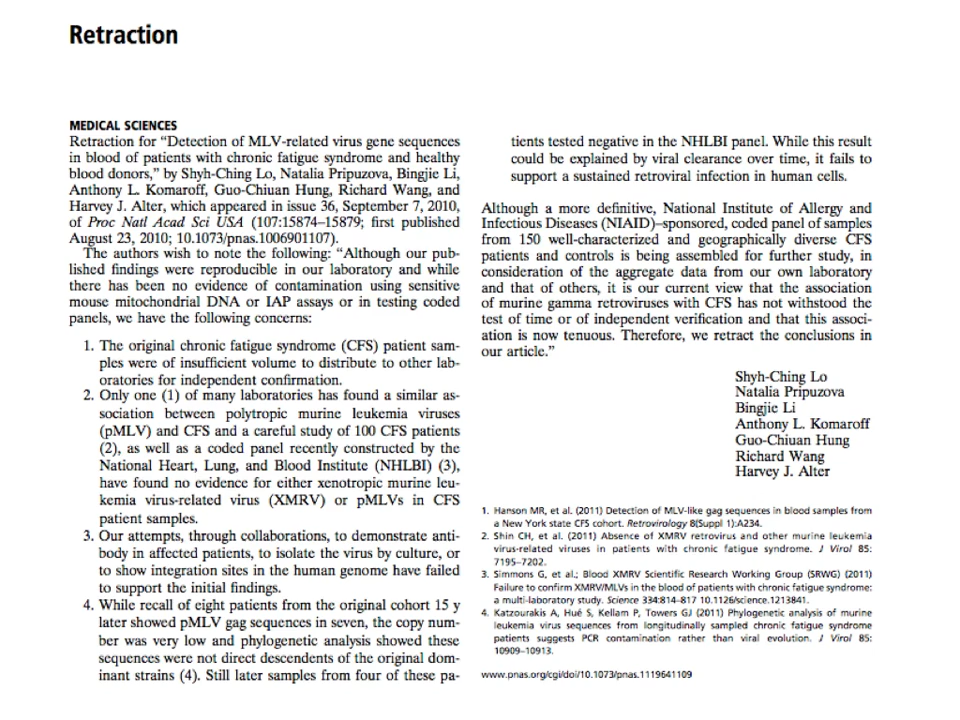 Retraction
MEDICAL SCIENCES
Retraction for “Detection of MLV-related virus gene sequences
in blood of patients with chronic fatigue syndrome and healthy
blood donors,” by Shyh-Ching Lo, Natalia Pripuzova, Bingjie Li,
Anthony L. Komaroff, Guo-Chiuan Hung, Richard Wang, and
Harvey J. Alter, which appeared in issue 36, September 7, 2010,
of Proc Natl Acad Sci USA (107:15874–15879; first published
August 23, 2010; 10.1073/pnas.1006901107).
The authors wish to note the following: “Although our pub-
lished findings were reproducible in our laboratory and while
there has been no evidence of contamination using sensitive
mouse mitochondrial DNA or IAP assays or in testing coded
panels, we have the following concerns:
1. The original chronic fatigue syndrome (CFS) patient sam-
ples were of insufficient volume to distribute to other lab-
oratories for independent confirmation.
2. Only one (1) of many laboratories has found a similar as-
sociation between polytropic murine leukemia viruses
(pMLV) and CFS and a careful study of 100 CFS patients
(2), as well as a coded panel recently constructed by the
National Heart, Lung, and Blood Institute (NHLBI) (3),
have found no evidence for either xenotropic murine leu-
kemia virus-related virus (XMRV) or pMLVs in CFS
patient samples.
3. Our attempts, through collaborations, to demonstrate anti-
body in affected patients, to isolate the virus by culture, or
to show integration sites in the human genome have failed
to support the initial findings.
4. While recall of eight patients from the original cohort 15 y
later showed pMLV gag sequences in seven, the copy num-
ber was very low and phylogenetic analysis showed these
sequences were not direct descendents of the original dom-
inant strains (4). Still later samples from four of these pa-
tients tested negative in the NHLBI panel. While this result
could be explained by viral clearance over time, it fails to
support a sustained retroviral infection in human cells.
Although a more definitive, National Institute of Allergy and
Infectious Diseases (NIAID)–sponsored, coded panel of samples
from 150 well-characterized and geographically diverse CFS
patients and controls is being assembled for further study, in
consideration of the aggregate data from our own laboratory
and that of others, it is our current view that the association
of murine gamma retroviruses with CFS has not withstood the
test of time or of independent verification and that this associ-
ation is now tenuous. Therefore, we retract the conclusions in
our article.”
Shyh-Ching Lo
Natalia Pripuzova
Bingjie Li
Anthony L. Komaroff
Guo-Chiuan Hung
Richard Wang
Harvey J. Alter
1. Hanson MR, et al. (2011) Detection of MLV-like gag sequences in blood samples from
a New York state CFS cohort. Retrovirology 8(Suppl 1):A234.
2. Shin CH, et al. (2011) Absence of XMRV retrovirus and other murine leukemia
virus-related viruses in patients with chronic fatigue syndrome. J Virol 85:
7195–7202.
3. Simmons G, et al.; Blood XMRV Scientific Research Working Group (SRWG) (2011)
Failure to confirm XMRV/MLVs in the blood of patients with chronic fatigue syndrome:
a multi-laboratory study. Science 334:814–817 10.1126/science.1213841.
4. Katzourakis A, Hué S, Kellam P, Towers GJ (2011) Phylogenetic analysis of murine
leukemia virus sequences from longitudinally sampled chronic fatigue syndrome
patients suggests PCR contamination rather than viral evolution. J Virol 85:
10909–10913.
www.pnas.org/cgi/doi/10.1073/pnas.1119641109